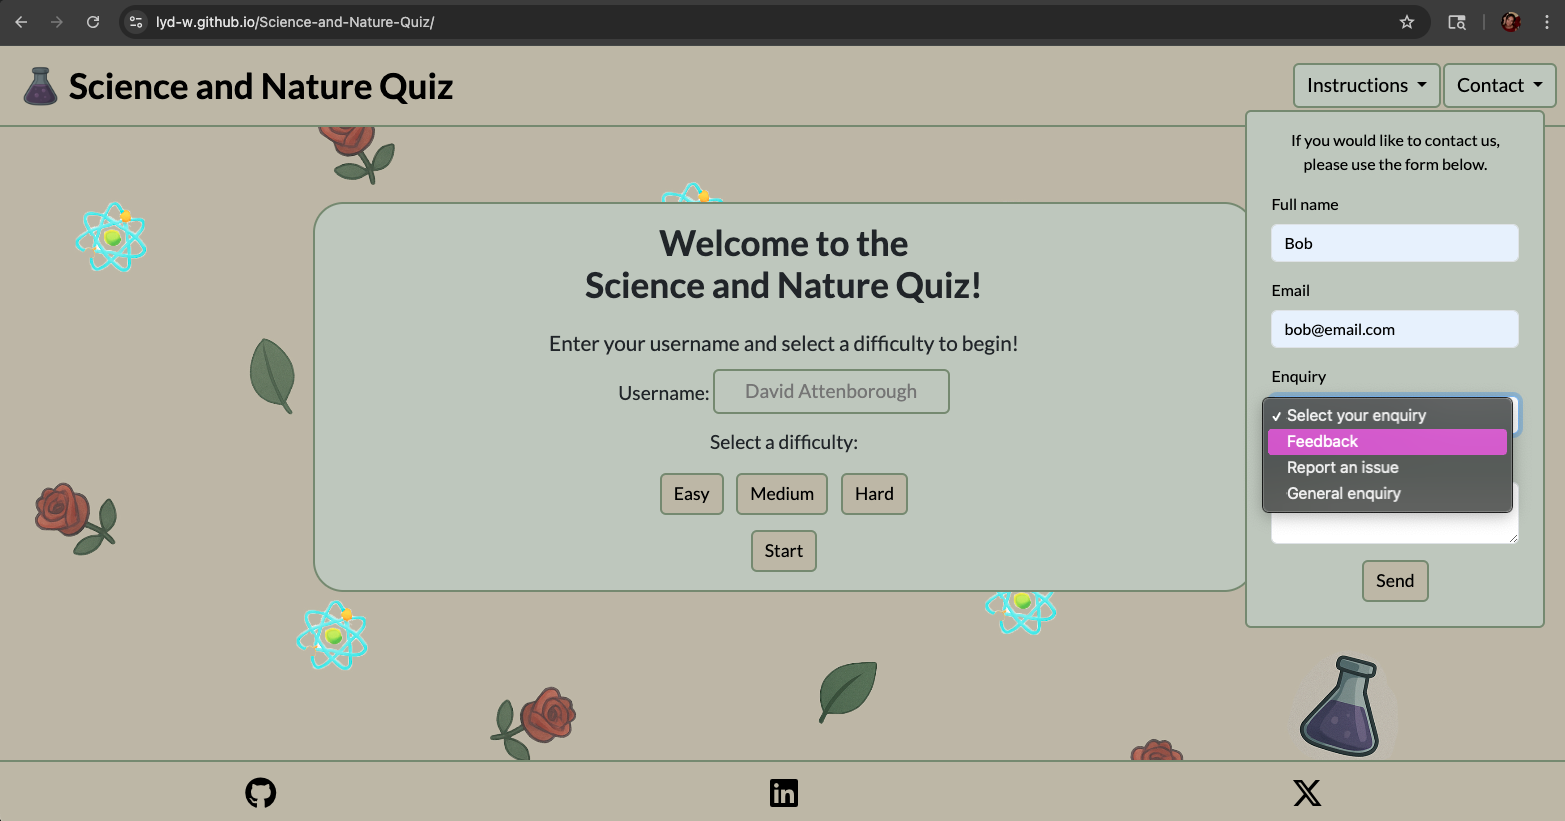 lyd-w.github.io/Science-and-Nature-Quiz/
Science and Nature Quiz
Instructions
Contact
Welcome to the
Science and Nature Quiz!
Enter your username and select a difficulty to begin!
Username: David Attenborough
Select a difficulty:
Easy Medium Hard
Start
If you would like to contact us,
please use the form below.
Full name
Bob
Email
bob@email.com
Enquiry
✓ Select your enquiry
Feedback
Report an issue
General enquiry
Send
in
X